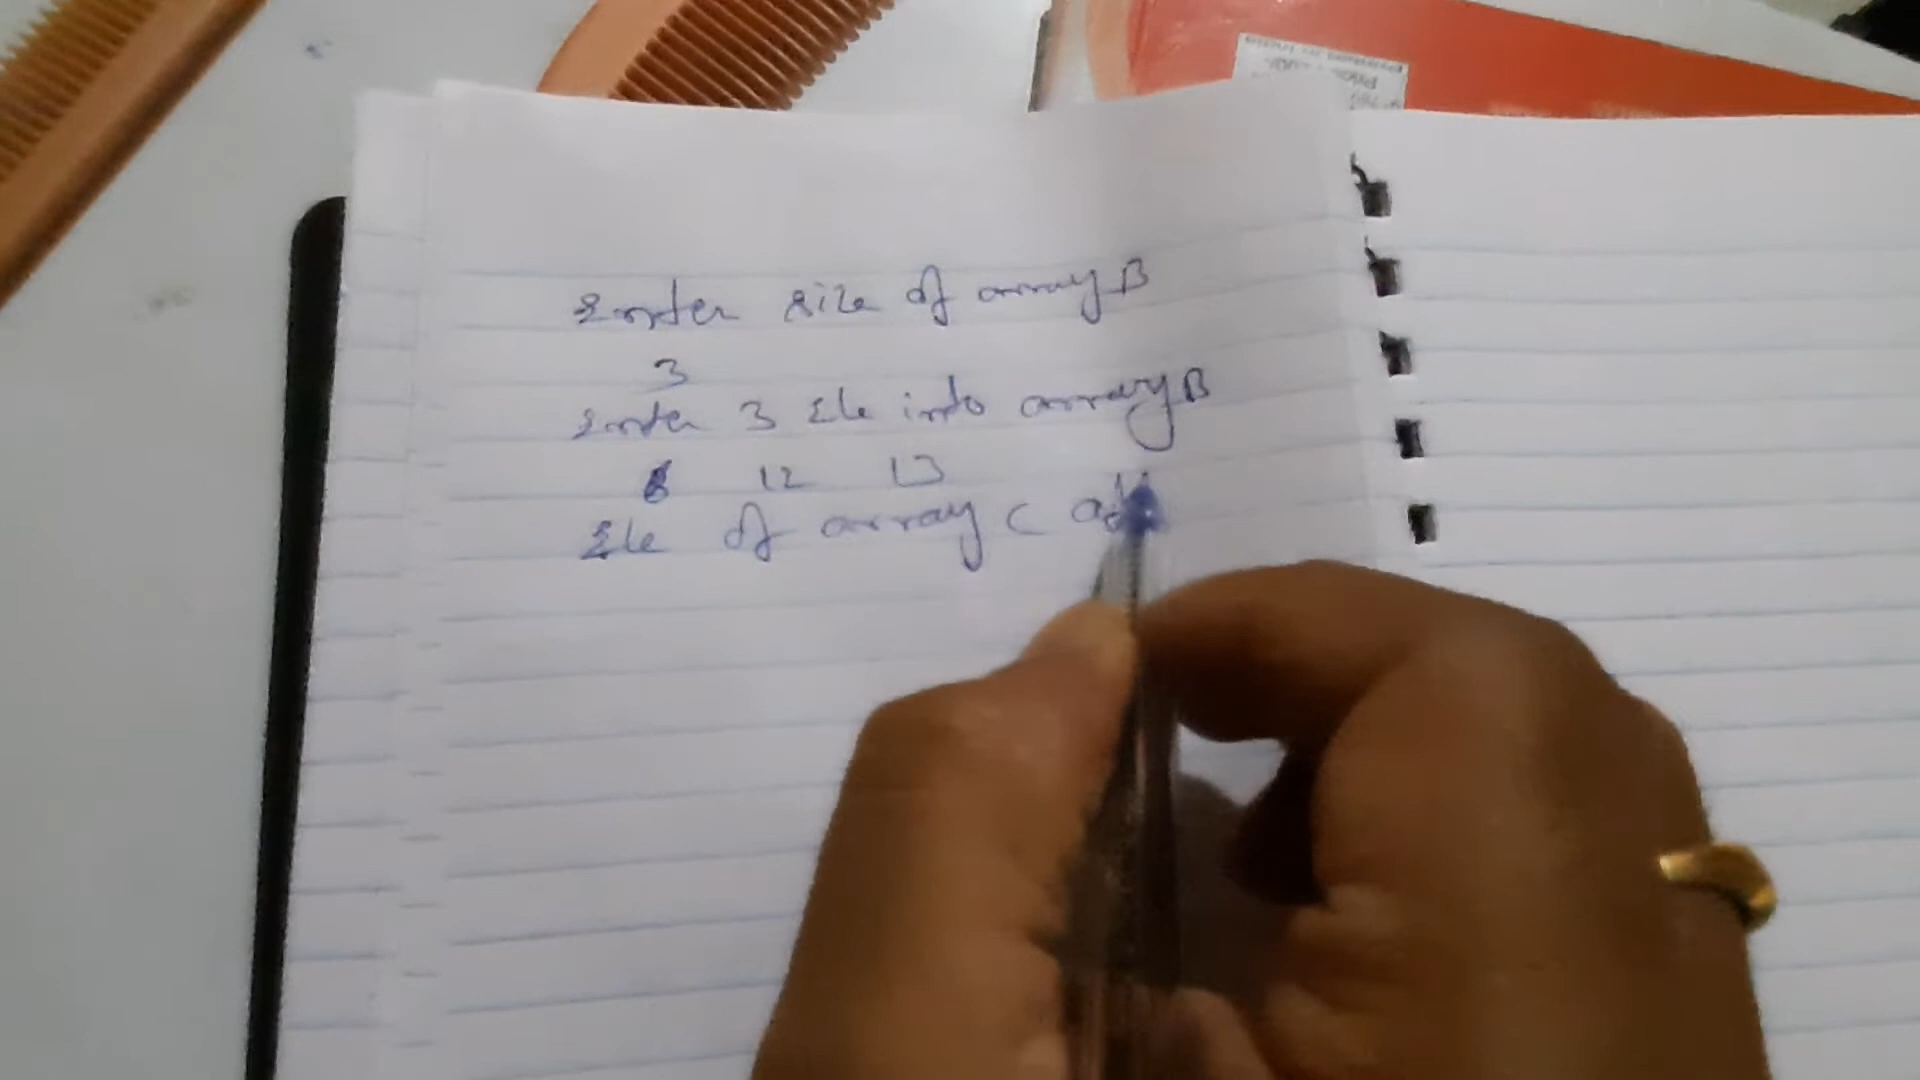 Enter size of array B
3
Enter 3 Ele into array B
8 12 13
Ele of array C